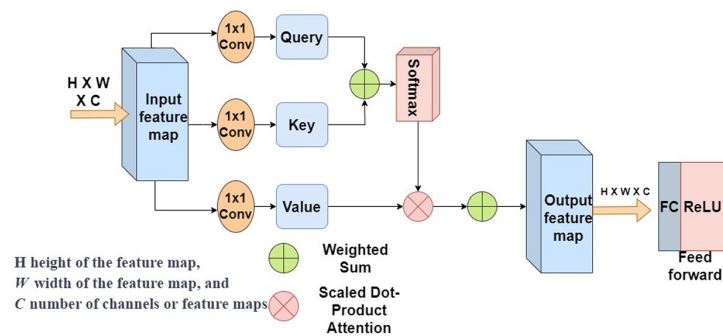 H X W
X C
Input
feature
map
1x1
Conv
Query
1x1
Conv
Key
1x1
Conv
Value
Softmax
Output
feature
map
H X W X C
FC
ReLU
Feed
forward
H height of the feature map,
W width of the feature map, and
C number of channels or feature maps
Weighted
Sum
Scaled Dot-
Product
Attention